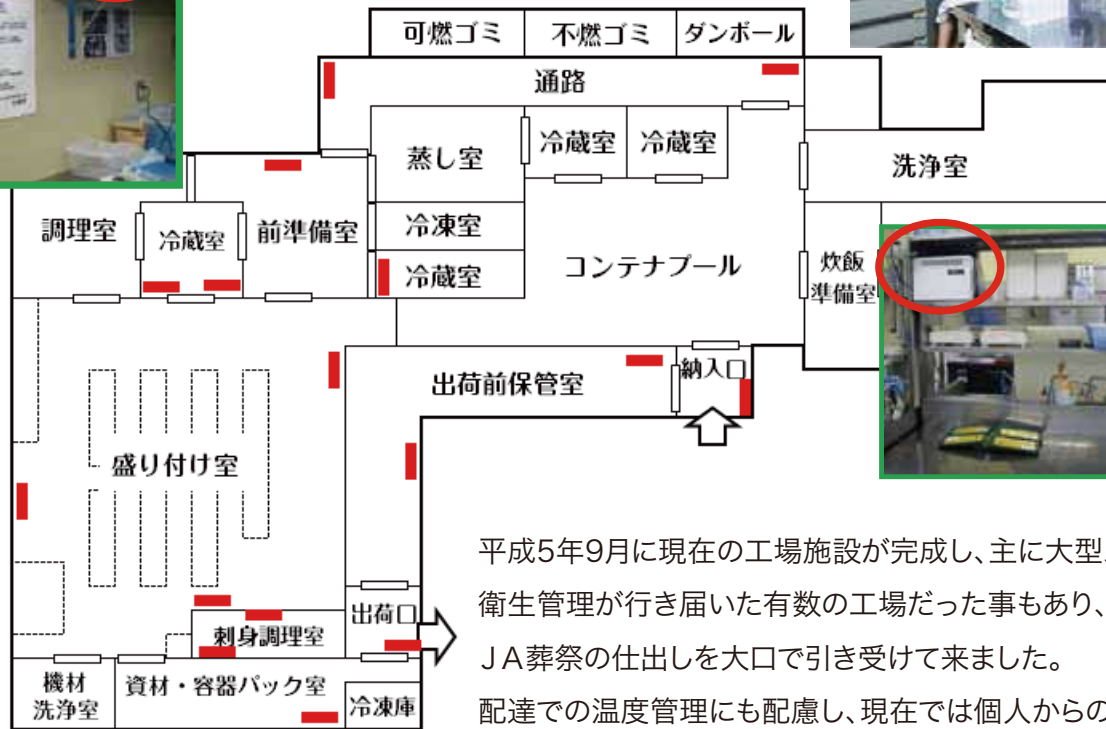 可燃ゴミ
不燃ゴミ
ダンボール
通路
蒸し室
冷蔵室
冷蔵室
洗浄室
調理室
冷蔵室
前準備室
冷凍室
冷蔵室
コンテナプール
炊飯
準備室
出荷前保管室
納入口
盛り付け室
出荷口
刺身調理室
機材
洗浄室
資材・容器パック室
冷凍庫
平成5年9月に現在の工場施設が完成し、主に大型
衛生管理が行き届いた有数の工場だった事もあり、
JA葬祭の仕出しを大口で引き受けて来ました。
配達での温度管理にも配慮し、現在では個人からの